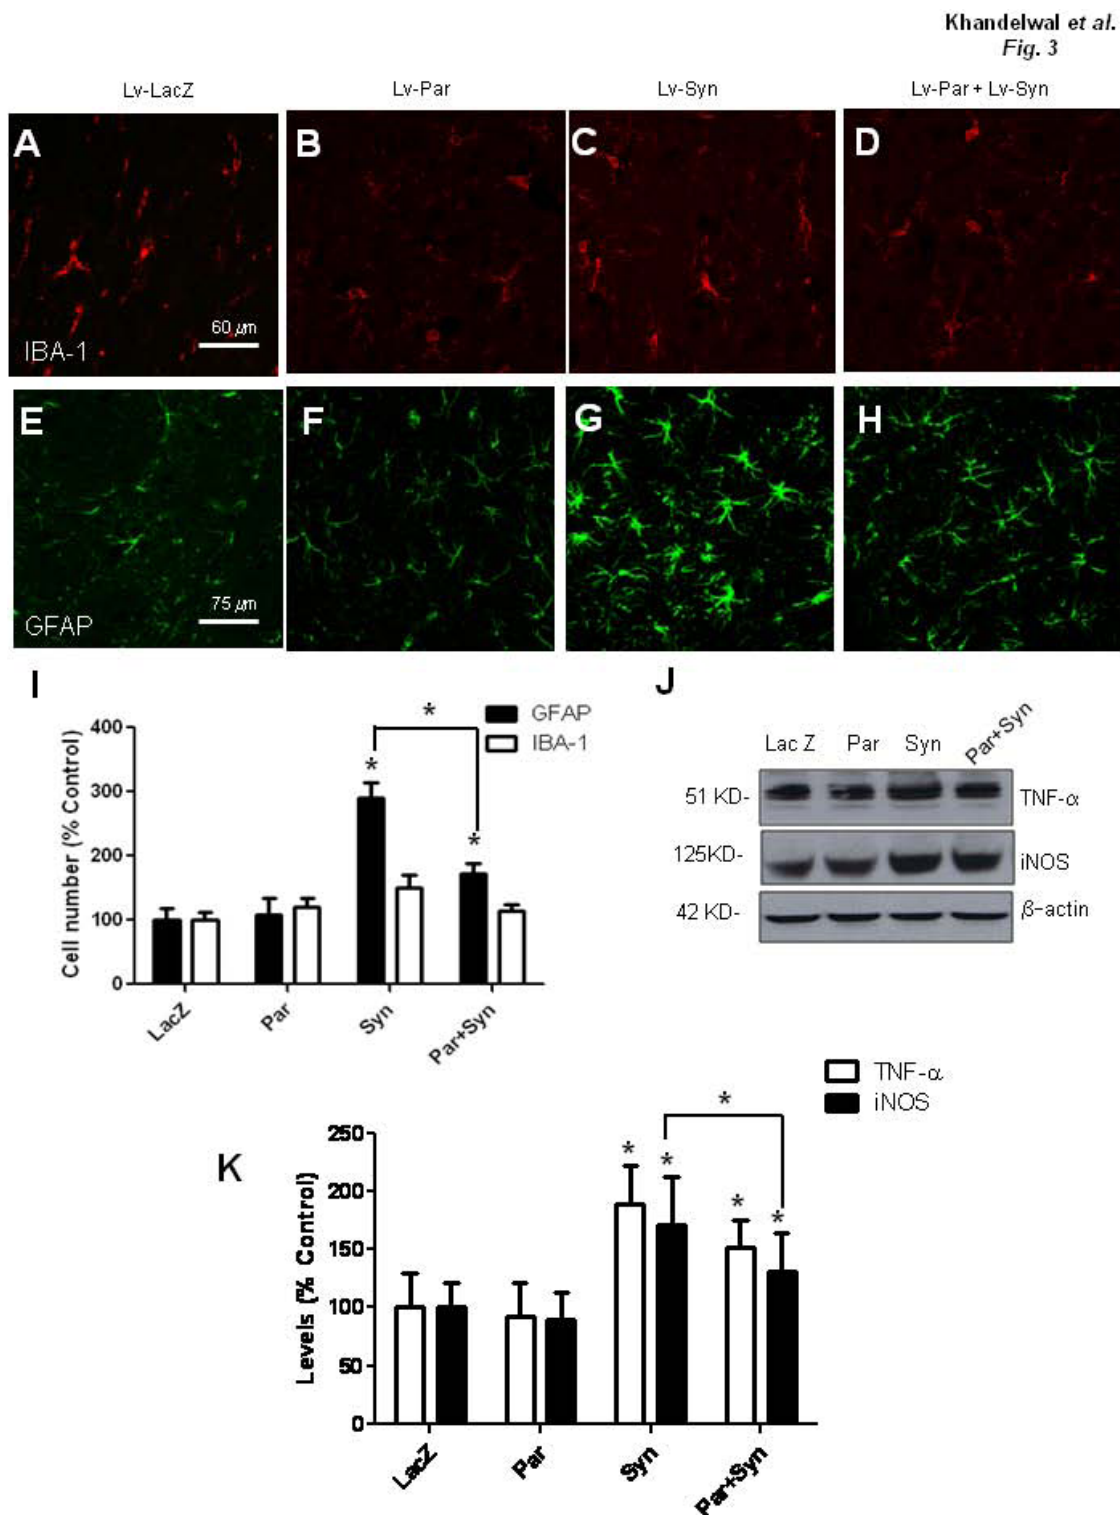 Khandelwal et al.
Fig. 3
Lv-LacZ Lv-Par Lv-Syn Lv-Par + Lv-Syn
A B C D
60 µm
IBA-1
E F G H
75 µm
GFAP
I
J
*
GFAP
IBA-1
400
300
200
100
0
* *
Cell number (% Control)
LacZ Par Syn Par+Syn
Lac Z Par Syn Par+Syn
51 KD- TNF-α
125KD- iNOS
42 KD- β-actin
K
TNF-α
iNOS
*
250
200
150
100
50
0
* * * *
Levels (% Control)
LacZ Par Syn Par+Syn